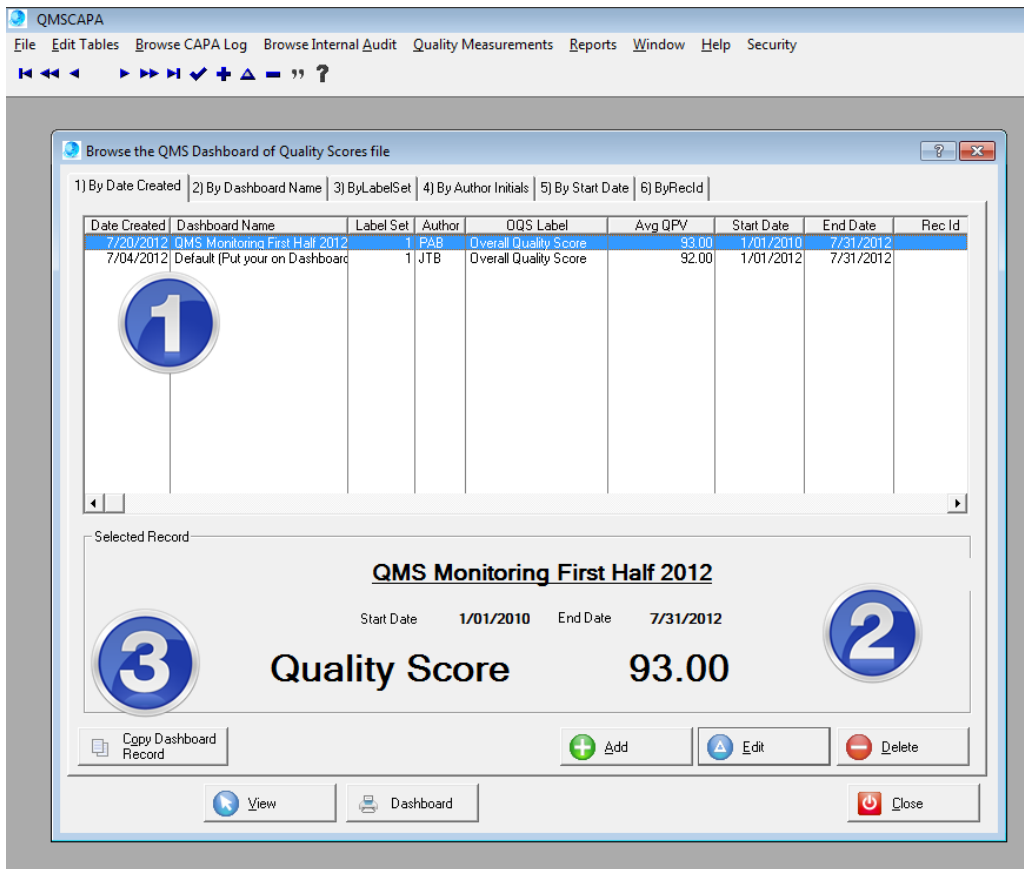 QMSCAPA
File Edit Tables Browse CAPA Log Browse Internal Audit Quality Measurements Reports Window Help Security
Browse the QMS Dashboard of Quality Scores file
1) By Date Created 2) By Dashboard Name 3) ByLabelSet 4) By Author Initials 5) By Start Date 6) ByRecId
Date Created Dashboard Name Label Set Author OQS Label Avg QPV Start Date End Date Rec Id
7/20/2012 QMS Monitoring First Half 2012 1 PAB Overall Quality Score 93.00 1/01/2010 7/31/2012
7/04/2012 Default (Put your on Dashboard 1 JTB Overall Quality Score 92.00 1/01/2012 7/31/2012
1
Selected Record
QMS Monitoring First Half 2012
Start Date 1/01/2010 End Date 7/31/2012
2
3
Quality Score 93.00
Copy Dashboard
Record
Add Edit Delete
View Dashboard Close